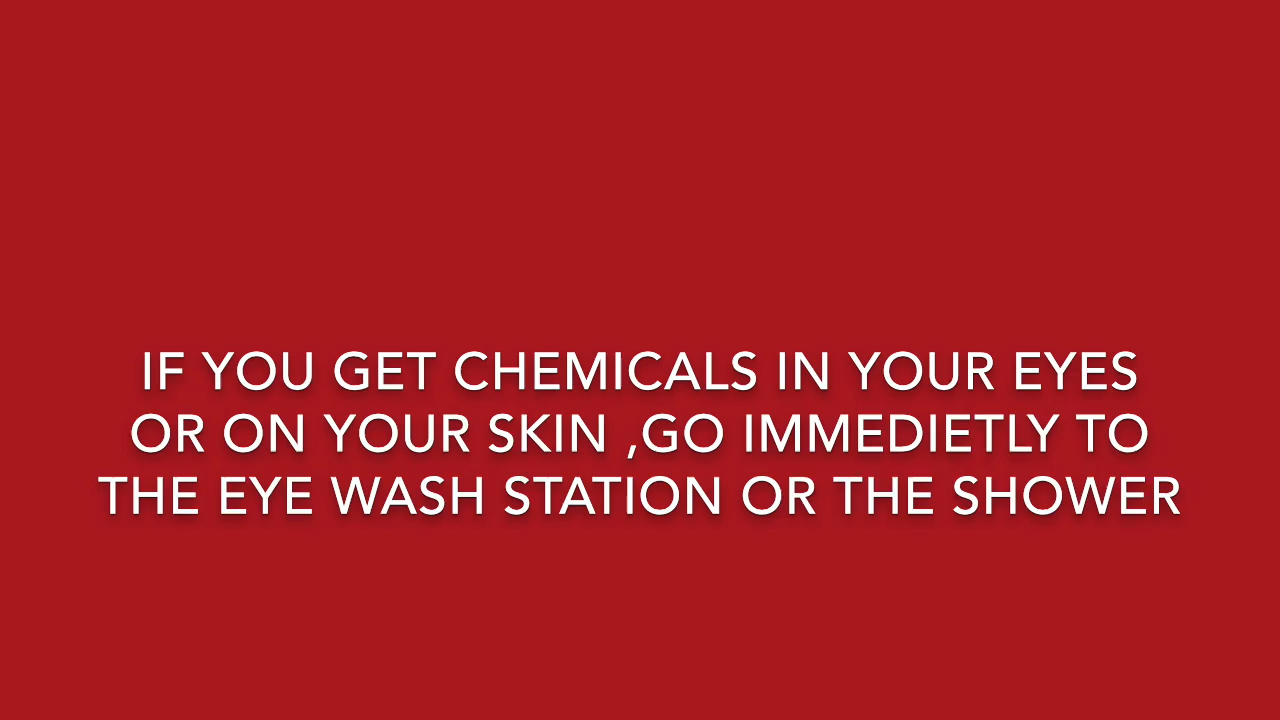 IF YOU GET CHEMICALS IN YOUR EYES
OR ON YOUR SKIN ,GO IMMEDIETLY TO
THE EYE WASH STATION OR THE SHOWER